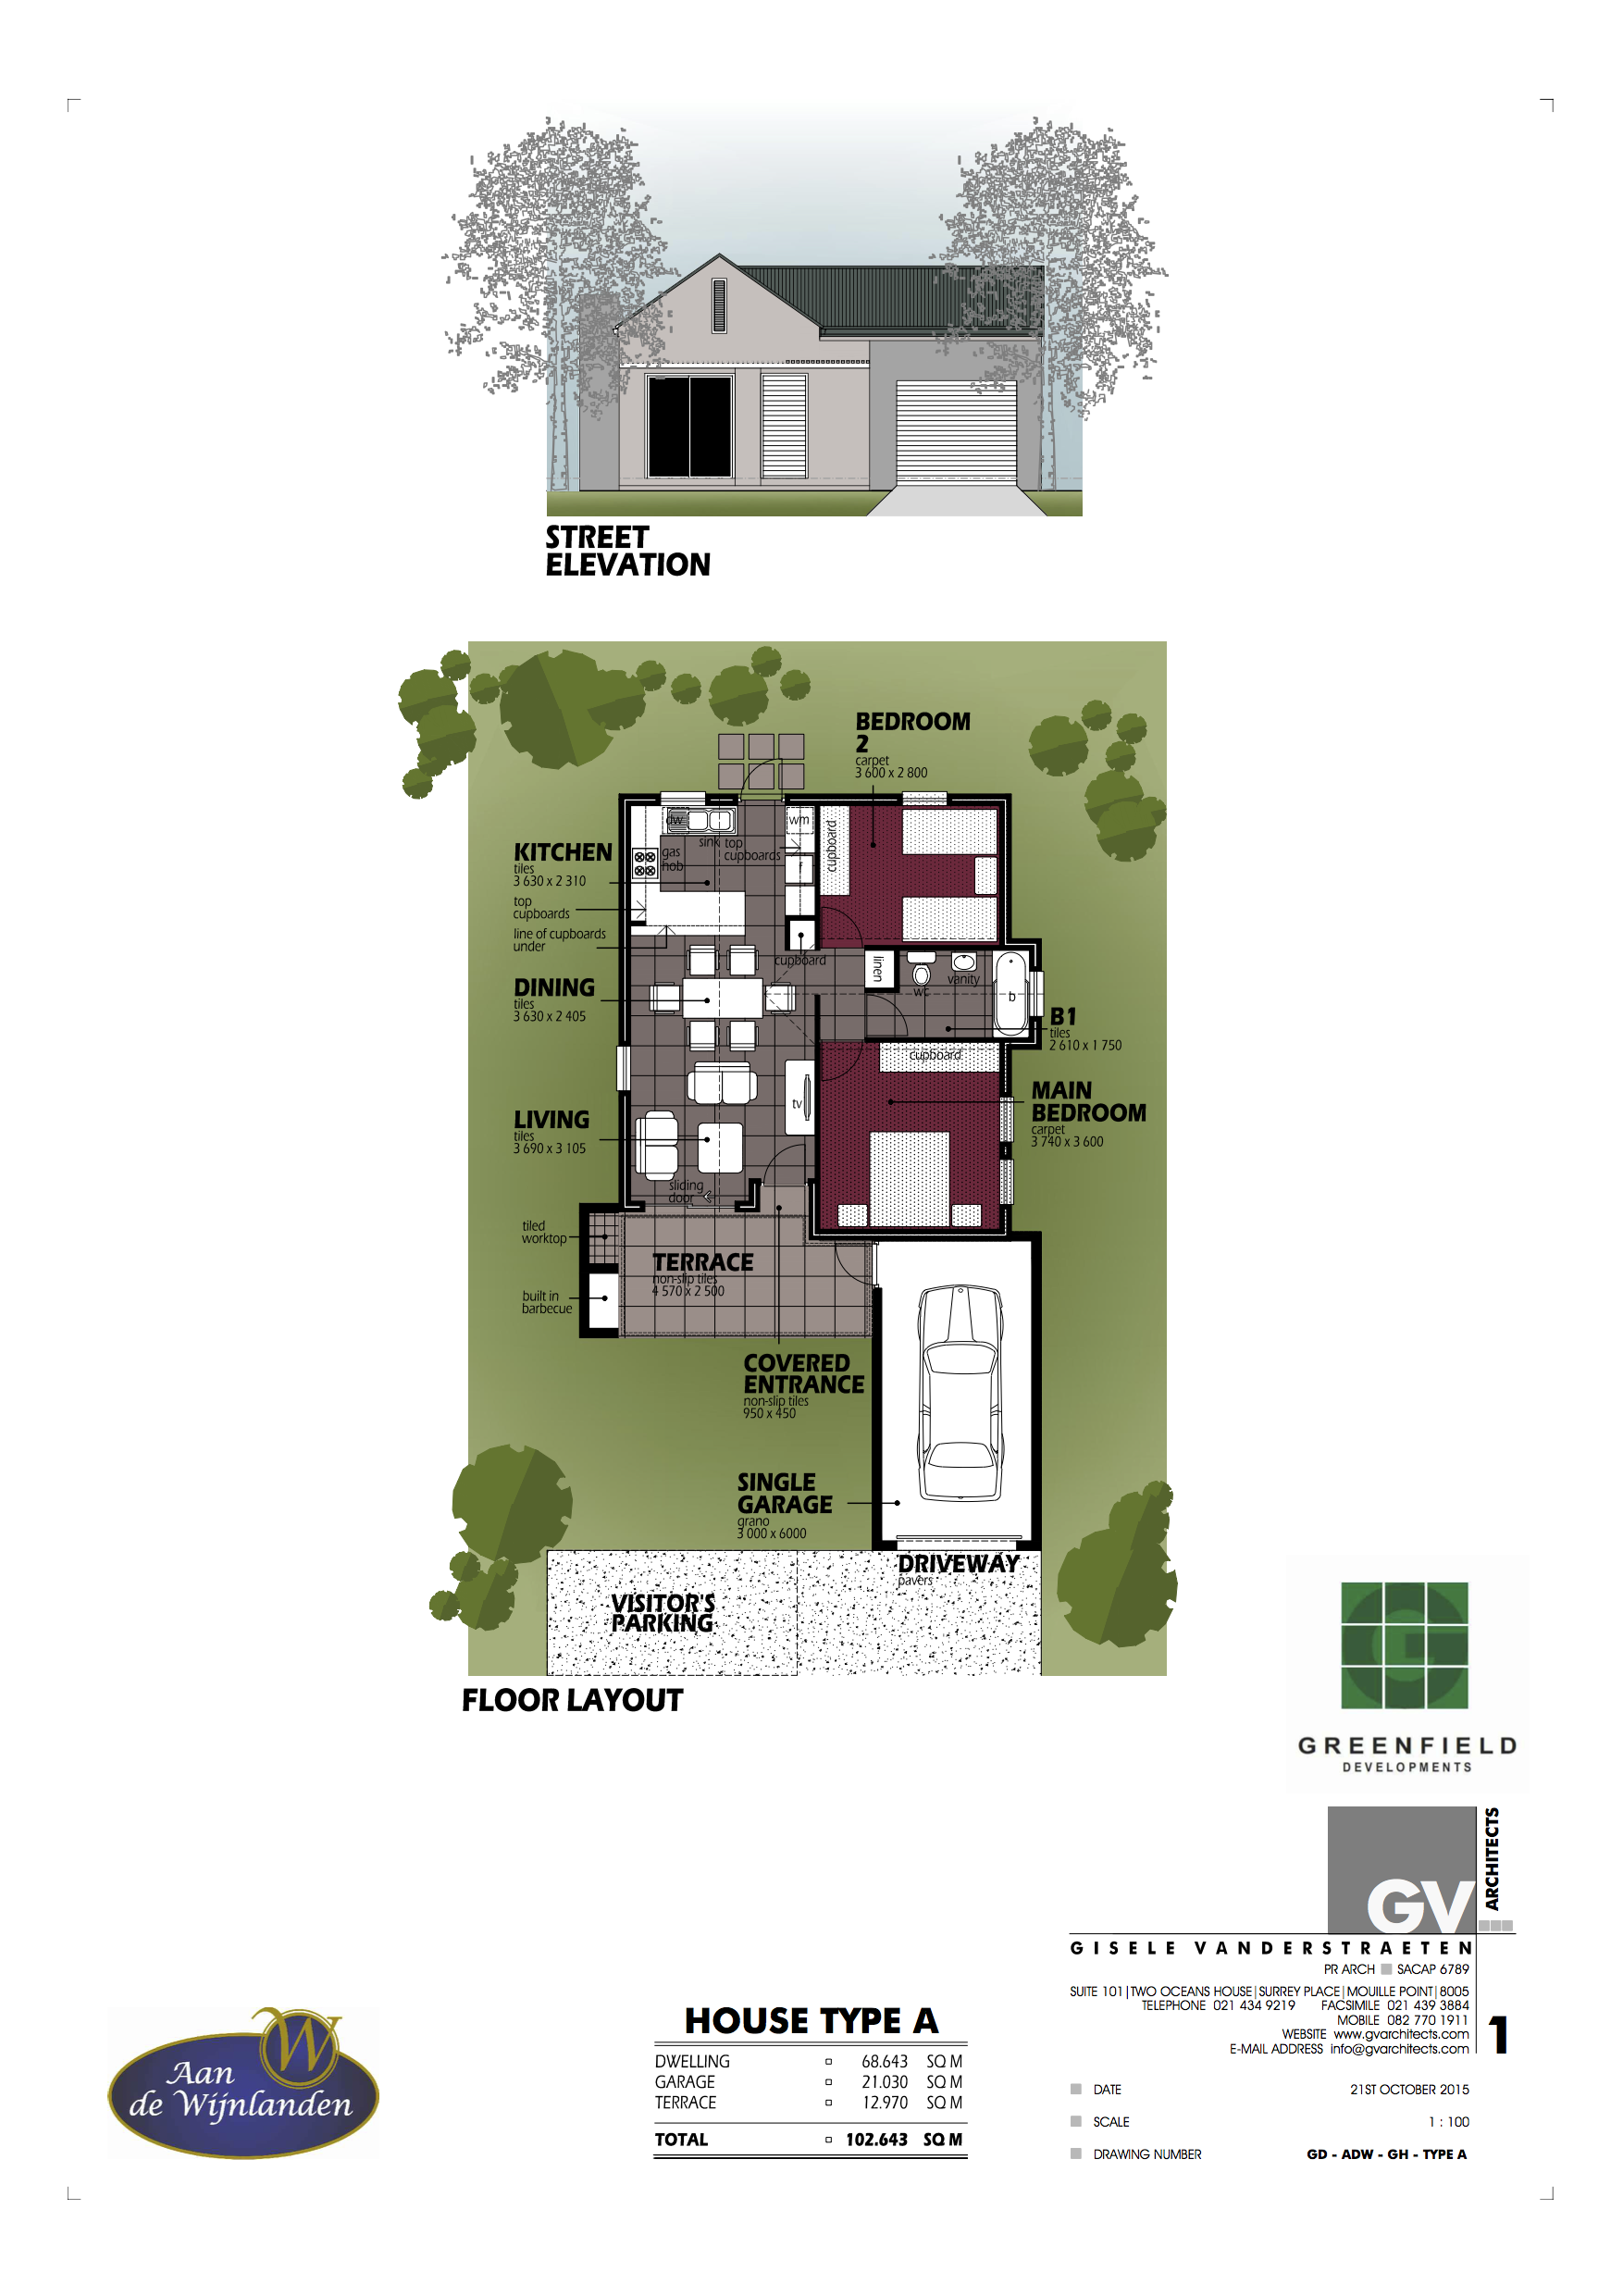 STREET
ELEVATION
BEDROOM
2
carpet
3 600 x 2 800
KITCHEN
tiles
3 630 x 2 310
top
cupboards
line of cupboards
under
dw
sink
top
cupboards
wm
gas
hob
f
cupboard
cupboard
linen
wc
vanity
b
DINING
tiles
3 630 x 2 405
B1
tiles
2 610 x 1 750
cupboard
MAIN
BEDROOM
carpet
3 740 x 3 600
LIVING
tiles
3 690 x 3 105
tv
sliding
door
tiled
worktop
TERRACE
non-slip tiles
4 570 x 2 500
built in
barbecue
COVERED
ENTRANCE
non-slip tiles
950 x 450
SINGLE
GARAGE
grano
3 000 x 6000
DRIVEWAY
pavers
VISITOR'S
PARKING
FLOOR LAYOUT
GREENFIELD
DEVELOPMENTS
GV
ARCHITECTS
GISELE VANDERSTRAETEN
PR ARCH SACAP 6789
SUITE 101|TWO OCEANS HOUSE|SURREY PLACE|MOUILLE POINT|8005
TELEPHONE 021 434 9219 FACSIMILE 021 439 3884
MOBILE 082 770 1911
WEBSITE www.gvarchitects.com
E-MAIL ADDRESS info@gvarchitects.com
1
DATE 21ST OCTOBER 2015
SCALE 1 : 100
DRAWING NUMBER GD - ADW - GH - TYPE A
HOUSE TYPE A
DWELLING 68.643 SQ M
GARAGE 21.030 SQ M
TERRACE 12.970 SQ M
TOTAL 102.643 SQ M
W
Aan
de Wijnlanden